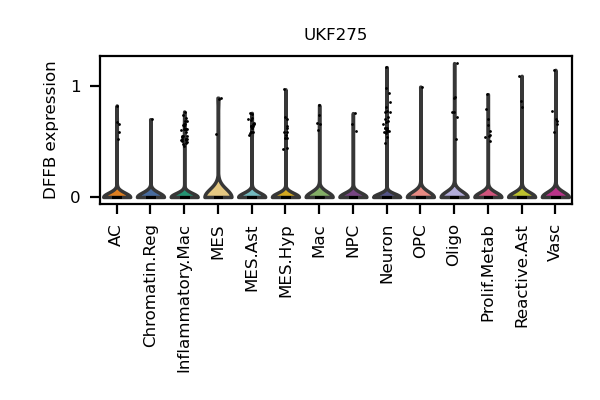 UKF275
DFFB expression
1
0
AC
Chromatin.Reg
Inflammatory.Mac
MES
MES.Ast
MES.Hyp
Mac
NPC
Neuron
OPC
Oligo
Prolif.Metab
Reactive.Ast
Vasc